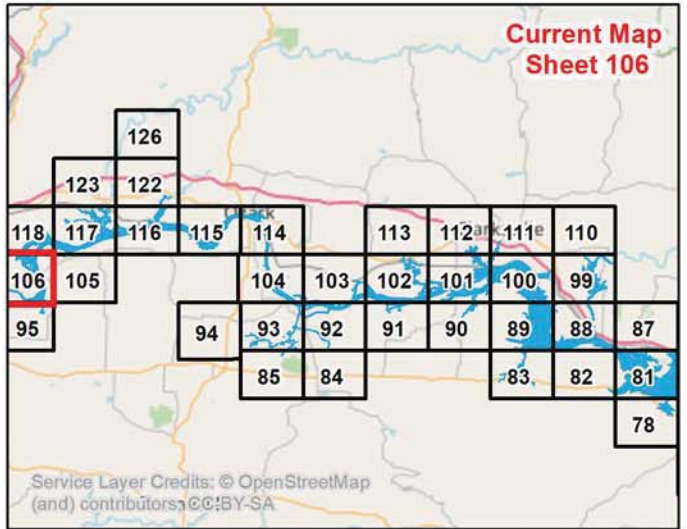 Current Map
Sheet 106
126
123 122
118 117 116 115 114 113 112 111 110
106 105 104 103 102 101 100 99
95 94 93 92 91 90 89 88 87
85 84 83 82 81
78
Service Layer Credits: © OpenStreetMap
(and) contributors, CC-BY-SA